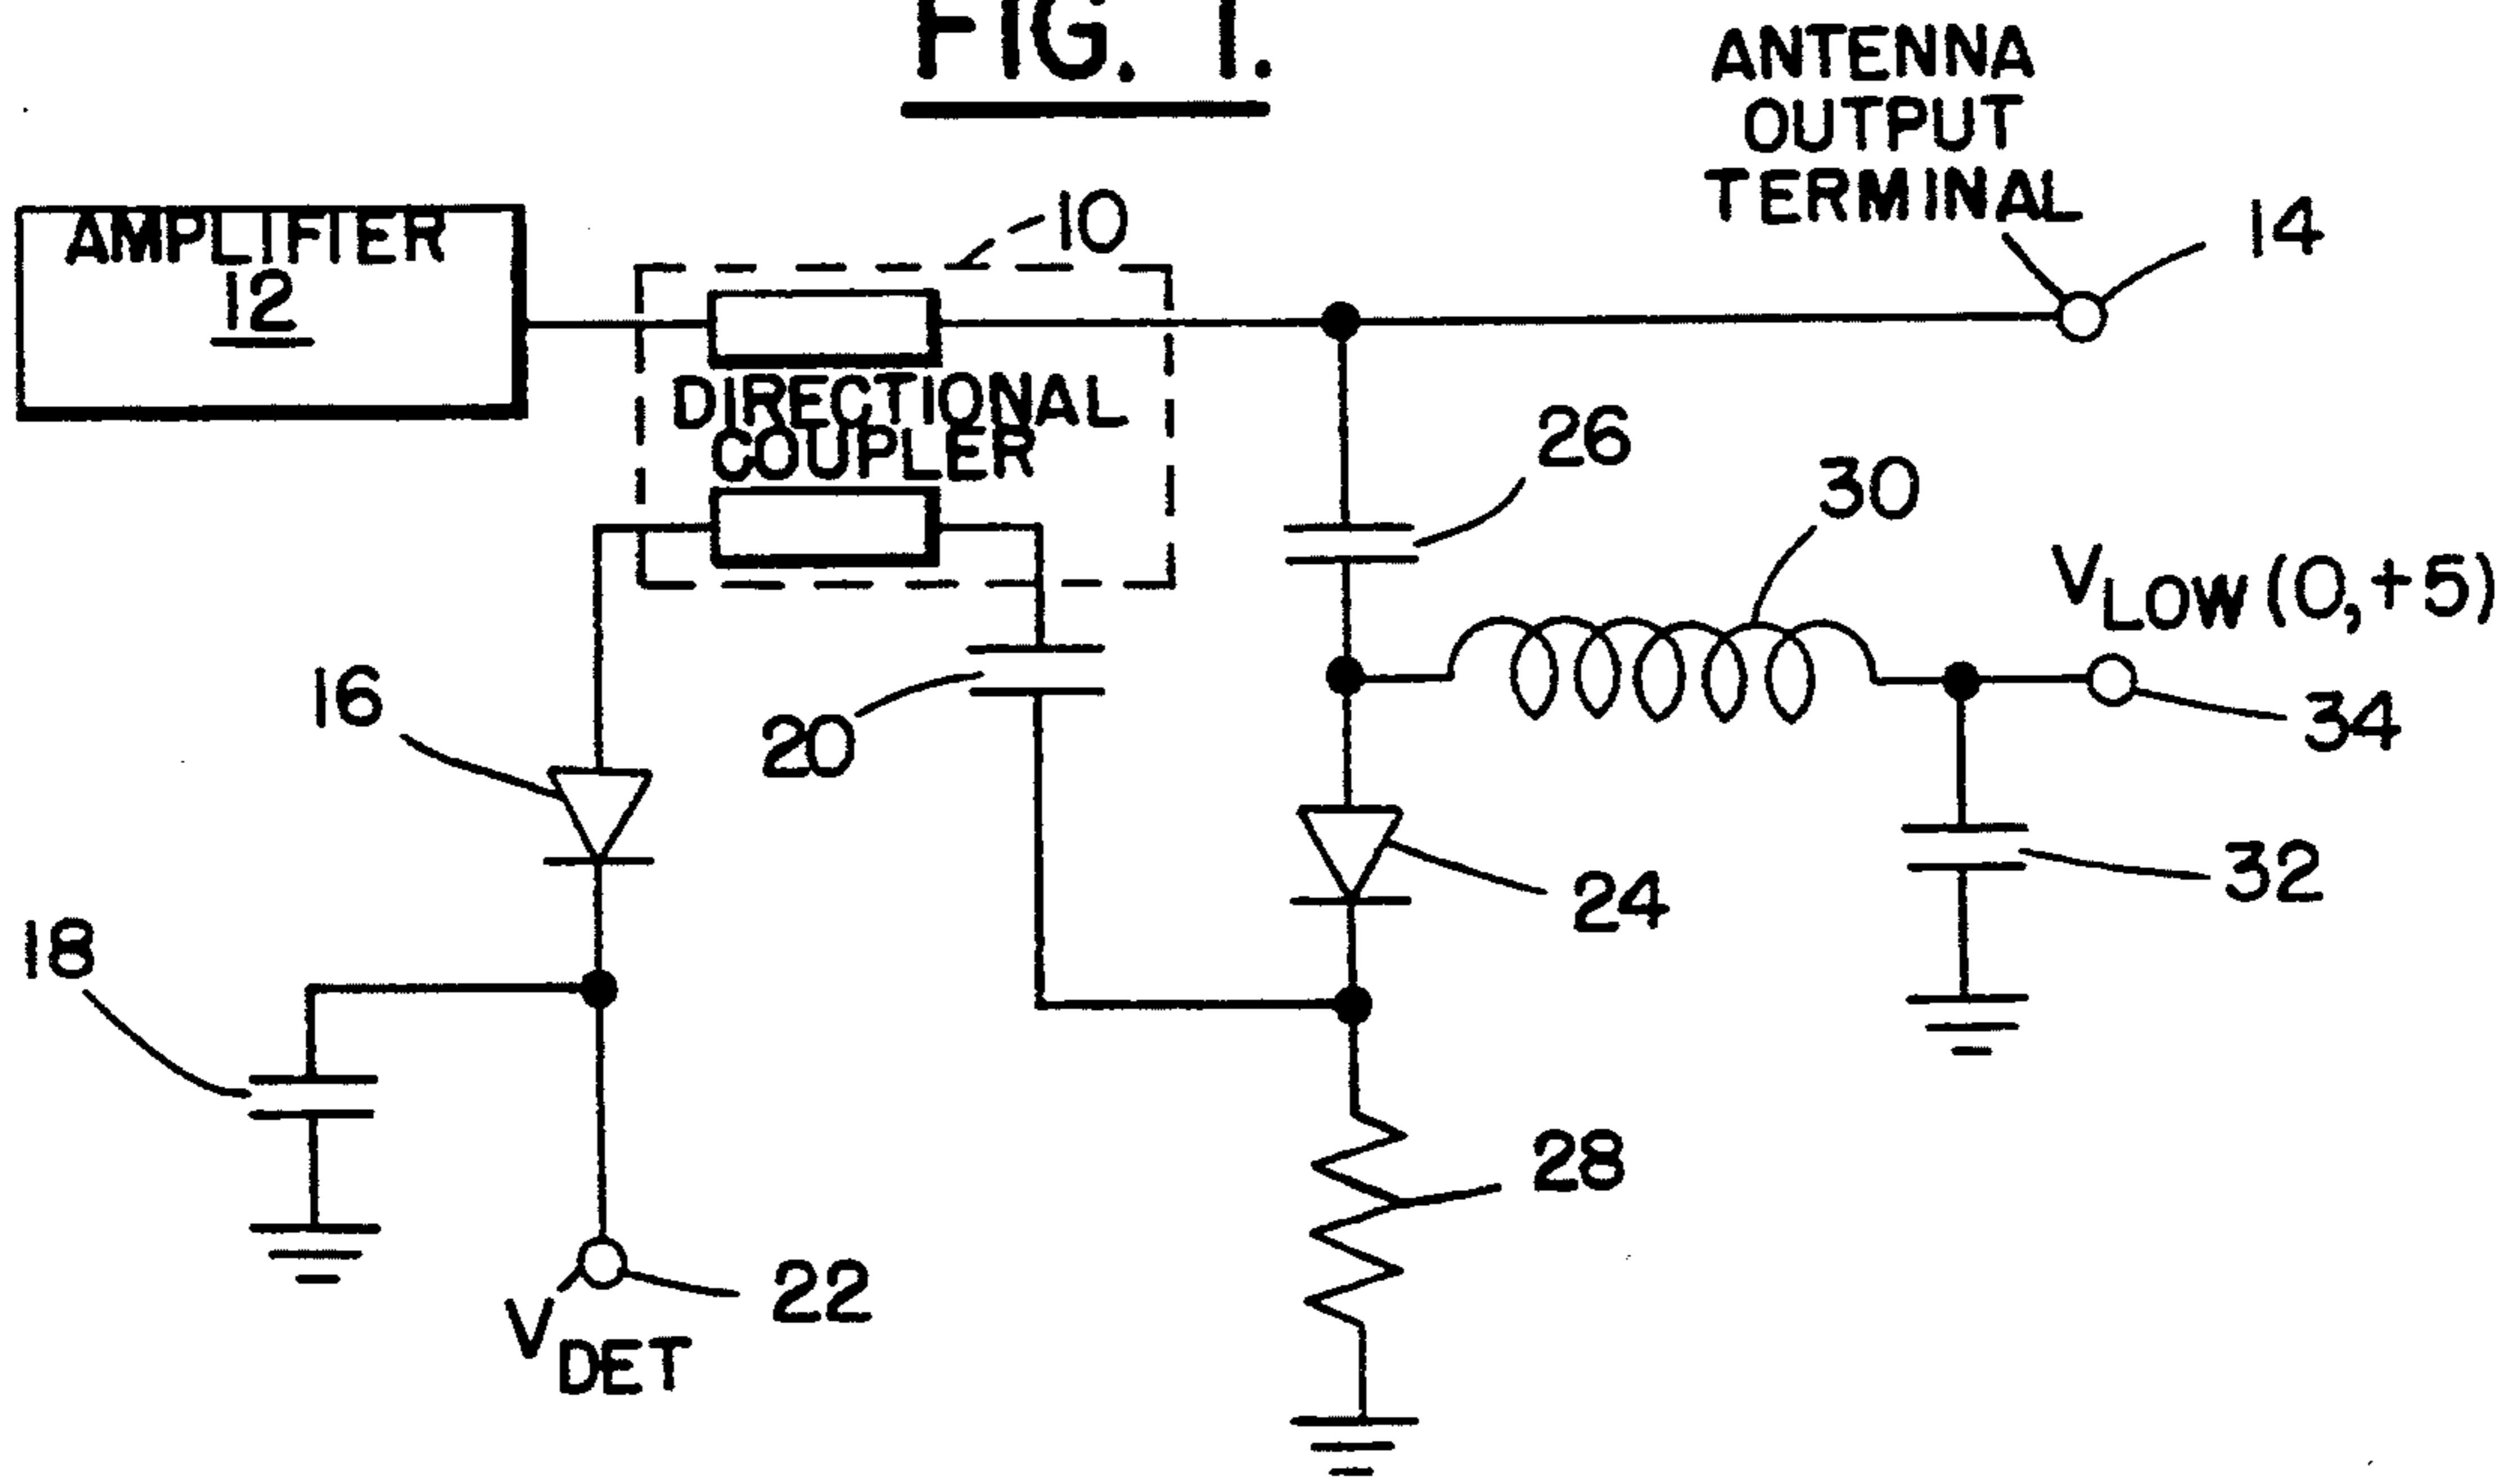 FIG. 1.
ANTENNA
OUTPUT
TERMINAL
14
AMPLIFIER
12
10
DIRECTIONAL
COUPLER
26
30
VLOW (0,+5)
34
16
20
24
32
18
28
22
VDET